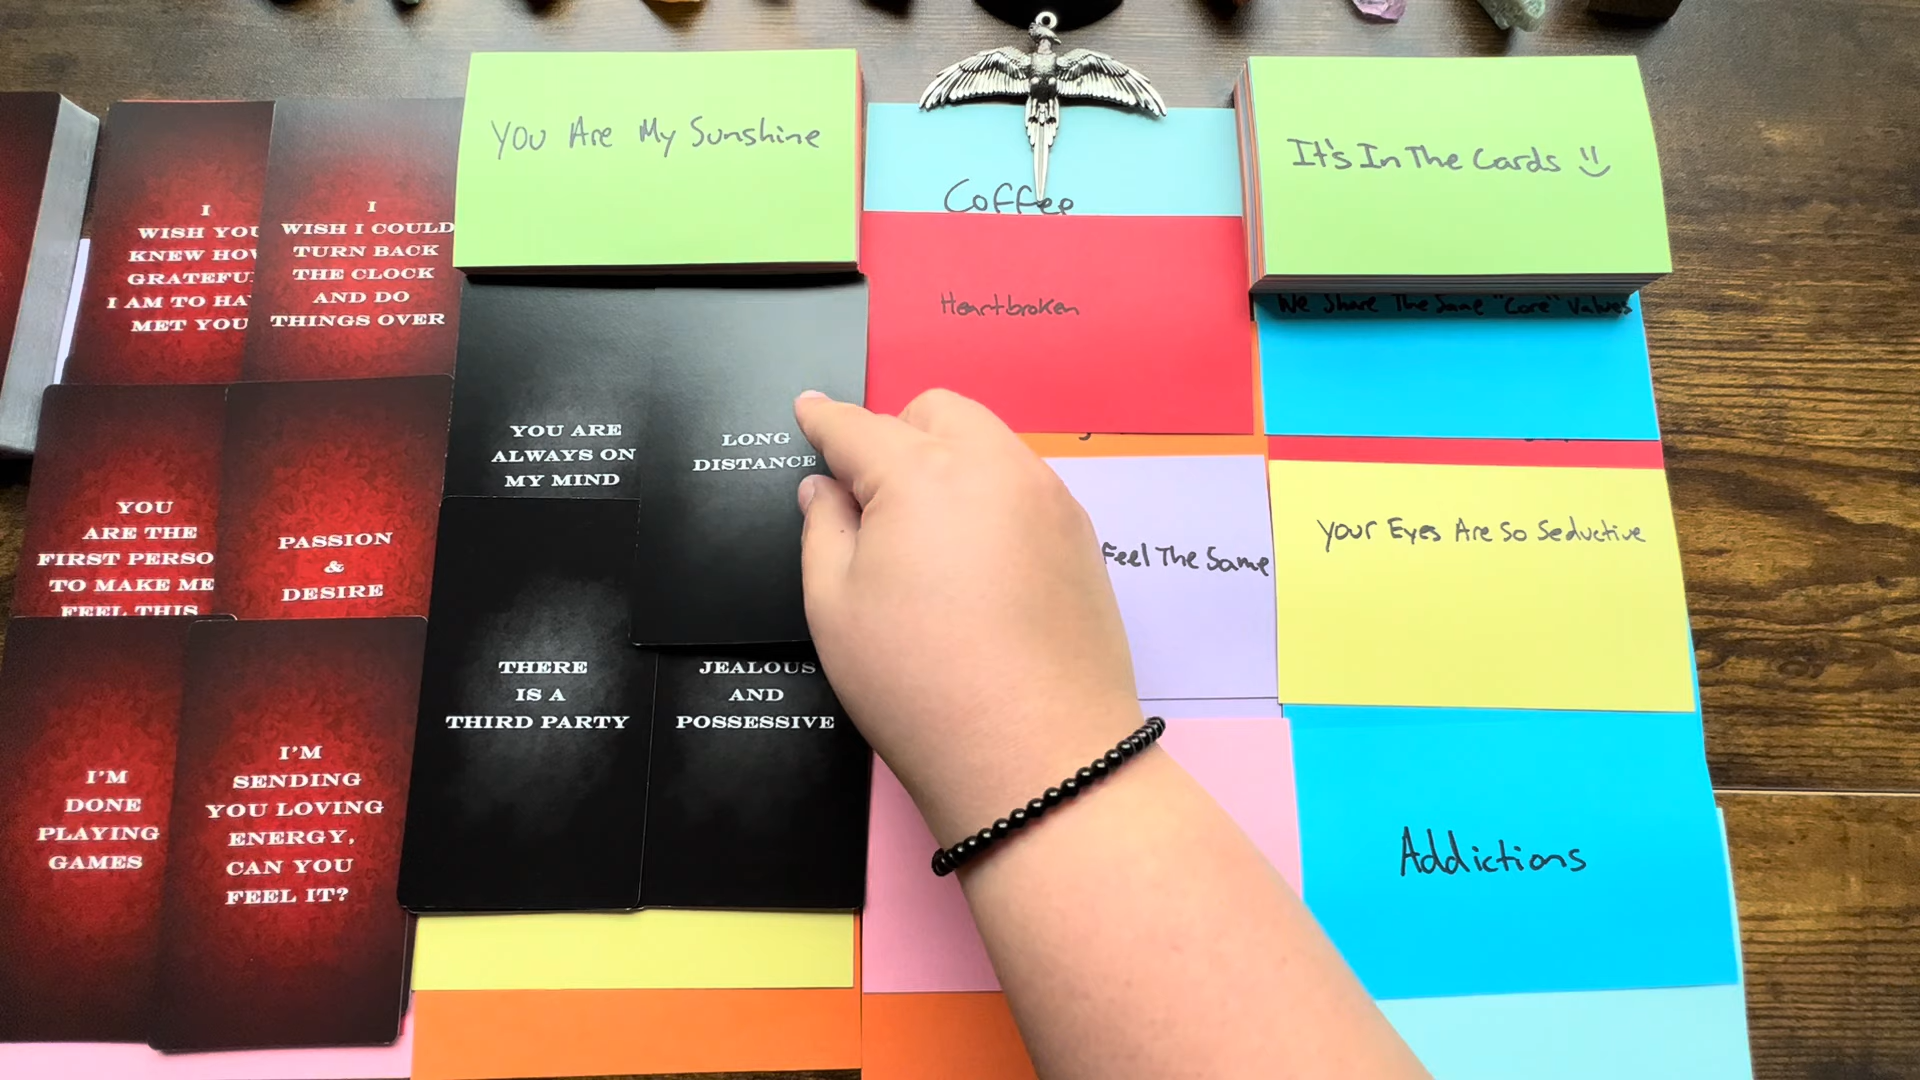 I
WISH YOU
KNEW HOW
GRATEFU
I AM TO HA
MET YOU
I
WISH I COULD
TURN BACK
THE CLOCK
AND DO
THINGS OVER
You Are My Sunshine
Coffee
It's In The Cards
We Share The Same "Core" Values
Heartbroken
YOU ARE
ALWAYS ON
MY MIND
LONG
DISTANCE
YOU
ARE THE
FIRST PERSO
TO MAKE ME
FEEL THIS
PASSION
&
DESIRE
Feel The Same
Your Eyes Are So Seductive
THERE
IS A
THIRD PARTY
JEALOUS
AND
POSSESSIVE
I'M
DONE
PLAYING
GAMES
I'M
SENDING
YOU LOVING
ENERGY,
CAN YOU
FEEL IT?
Addictions